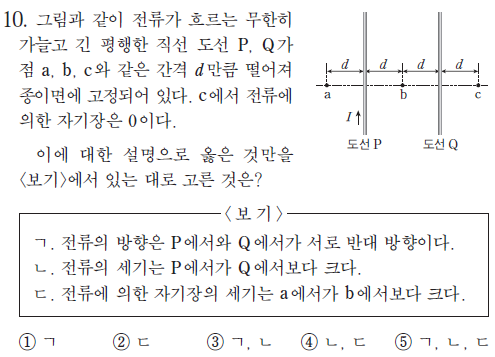 10. 그림과 같이 전류가 흐르는 무한히
가늘고 긴 평행한 직선 도선 P, Q가
점 a, b, c와 같은 간격 d만큼 떨어져
종이면에 고정되어 있다. c에서 전류에
의한 자기장은 0이다.
이에 대한 설명으로 옳은 것만을
<보기>에서 있는 대로 고른 것은?
d d d d
a b c
I↑
도선 P 도선 Q
<보 기>
ㄱ. 전류의 방향은 P에서와 Q에서가 서로 반대 방향이다.
ㄴ. 전류의 세기는 P에서가 Q에서보다 크다.
ㄷ. 전류에 의한 자기장의 세기는 a에서가 b에서보다 크다.
① ㄱ ② ㄷ ③ ㄱ, ㄴ ④ ㄴ, ㄷ ⑤ ㄱ, ㄴ, ㄷ